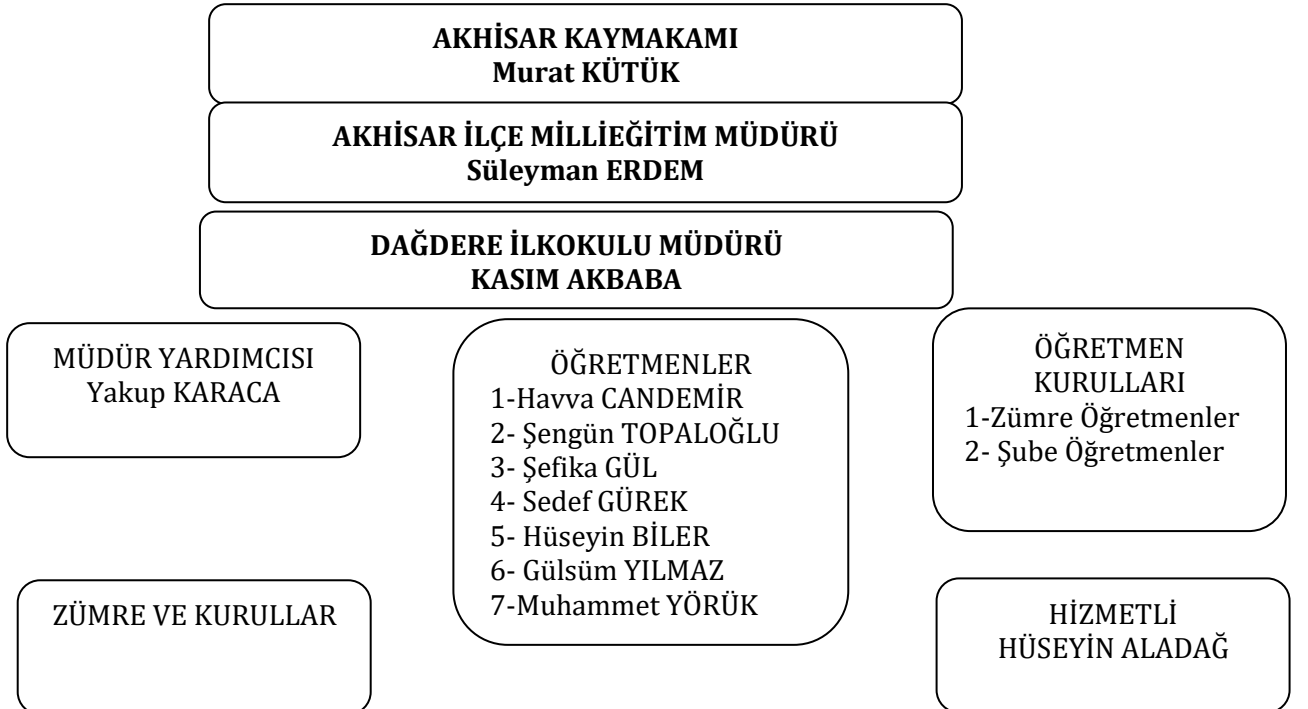 AKHİSAR KAYMAKAMI
Murat KÜTÜK
AKHİSAR İLÇE MİLLİEĞİTİM MÜDÜRÜ
Süleyman ERDEM
DAĞDERE İLKOKULU MÜDÜRÜ
KASIM AKBABA
MÜDÜR YARDIMCISI
Yakup KARACA
ÖĞRETMENLER
1-Havva CANDEMİR
2- Şengün TOPALOĞLU
3- Şefika GÜL
4- Sedef GÜREK
5- Hüseyin BİLER
6- Gülsüm YILMAZ
7-Muhammet YÖRÜK
ÖĞRETMEN
KURULLARI
1-Zümre Öğretmenler
2- Şube Öğretmenler
ZÜMRE VE KURULLAR
HİZMETLİ
HÜSEYİN ALADAĞ